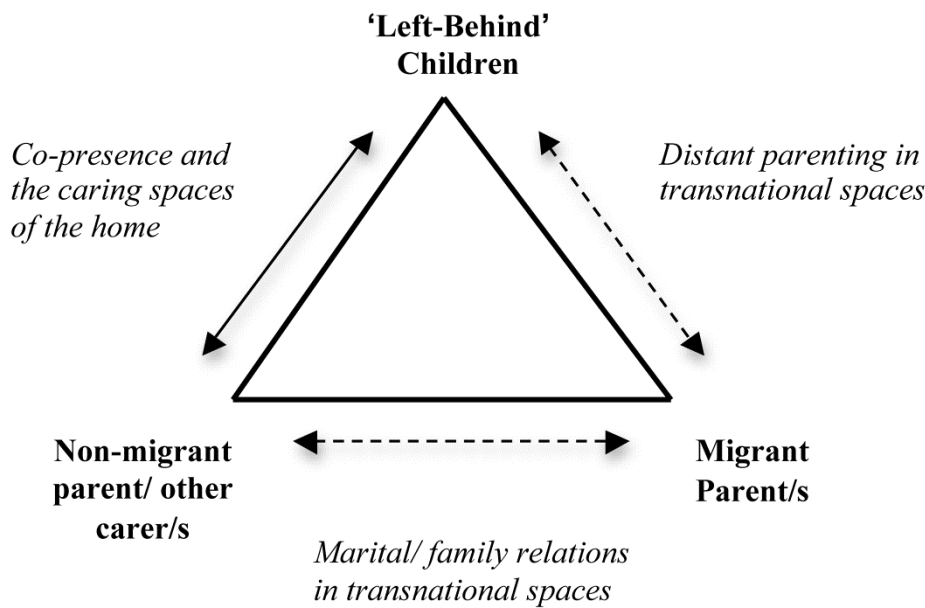 ‘Left-Behind’
Children
Co-presence and
the caring spaces
of the home
Distant parenting in
transnational spaces
Non-migrant
parent/ other
carer/s
Migrant
Parent/s
Marital/ family relations
in transnational spaces